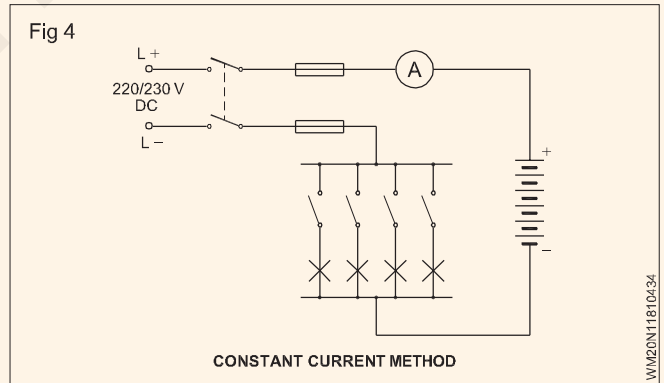 Fig 4
L +
220/230 V
DC
L −
A
+
−
CONSTANT CURRENT METHOD
WM20N11810434